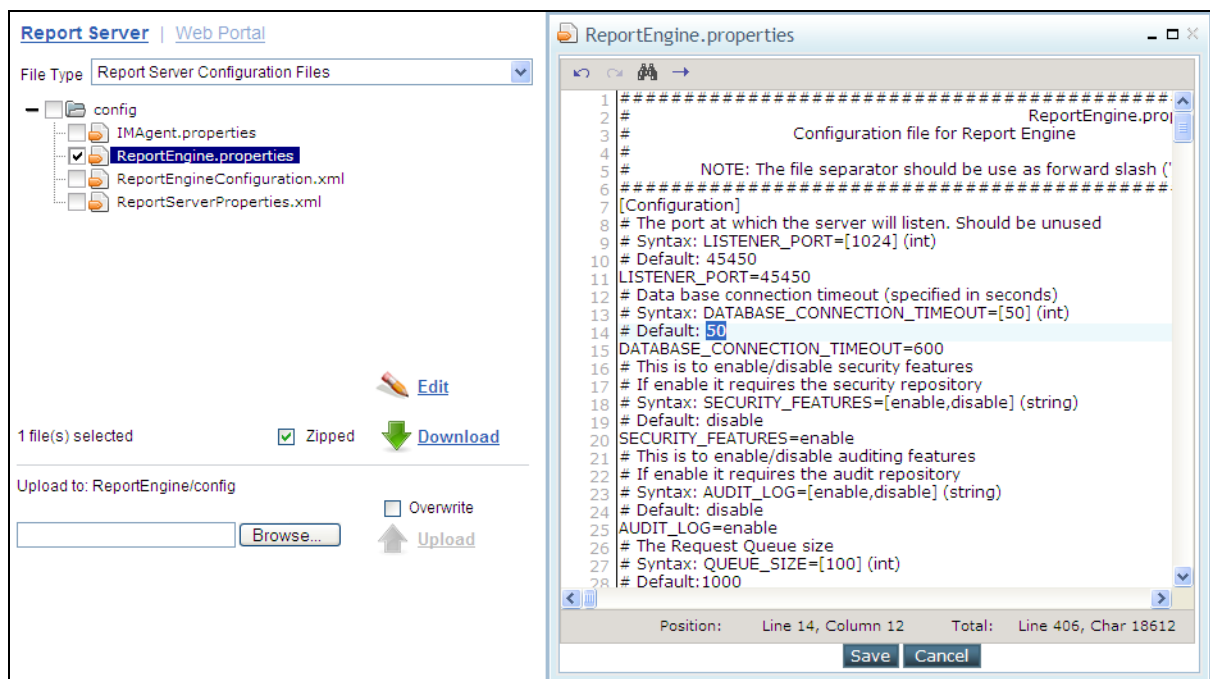 Report Server | Web Portal
File Type Report Server Configuration Files
config
IMAgent.properties
ReportEngine.properties
ReportEngineConfiguration.xml
ReportServerProperties.xml
Edit
1 file(s) selected Zipped Download
Upload to: ReportEngine/config
Overwrite
Browse... Upload
ReportEngine.properties
1 ############################################
2 # ReportEngine.prop
3 # Configuration file for Report Engine
4 #
5 # NOTE: The file separator should be use as forward slash ('
6 ############################################
7 [Configuration]
8 # The port at which the server will listen. Should be unused
9 # Syntax: LISTENER_PORT=[1024] (int)
10 # Default: 45450
11 LISTENER_PORT=45450
12 # Data base connection timeout (specified in seconds)
13 # Syntax: DATABASE_CONNECTION_TIMEOUT=[50] (int)
14 # Default: 50
15 DATABASE_CONNECTION_TIMEOUT=600
16 # This is to enable/disable security features
17 # If enable it requires the security repository
18 # Syntax: SECURITY_FEATURES=[enable,disable] (string)
19 # Default: disable
20 SECURITY_FEATURES=enable
21 # This is to enable/disable auditing features
22 # If enable it requires the audit repository
23 # Syntax: AUDIT_LOG=[enable,disable] (string)
24 # Default: disable
25 AUDIT_LOG=enable
26 # The Request Queue size
27 # Syntax: QUEUE_SIZE=[100] (int)
28 # Default:1000
Position: Line 14, Column 12 Total: Line 406, Char 18612
Save Cancel